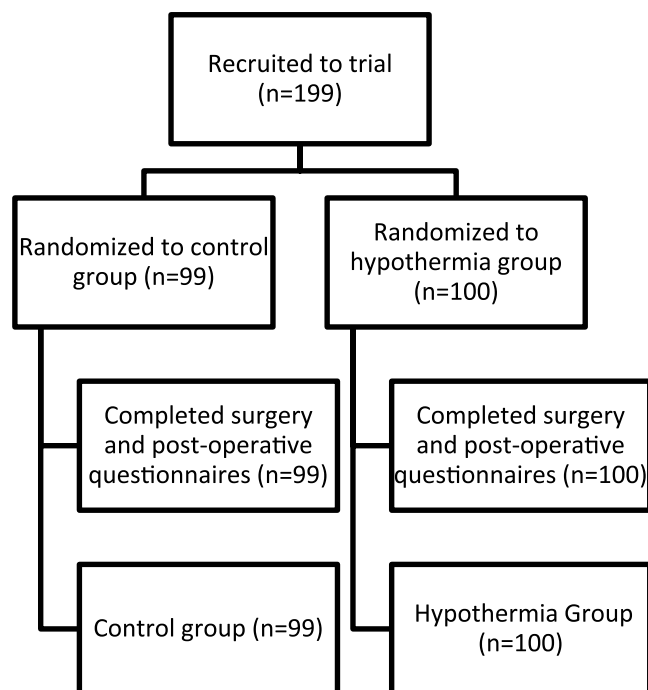 Recruited to trial
(n=199)
Randomized to control
group (n=99)
Randomized to
hypothermia group
(n=100)
Completed surgery
and post-operative
questionnaires (n=99)
Completed surgery
and post-operative
questionnaires (n=100)
Control group (n=99)
Hypothermia Group
(n=100)